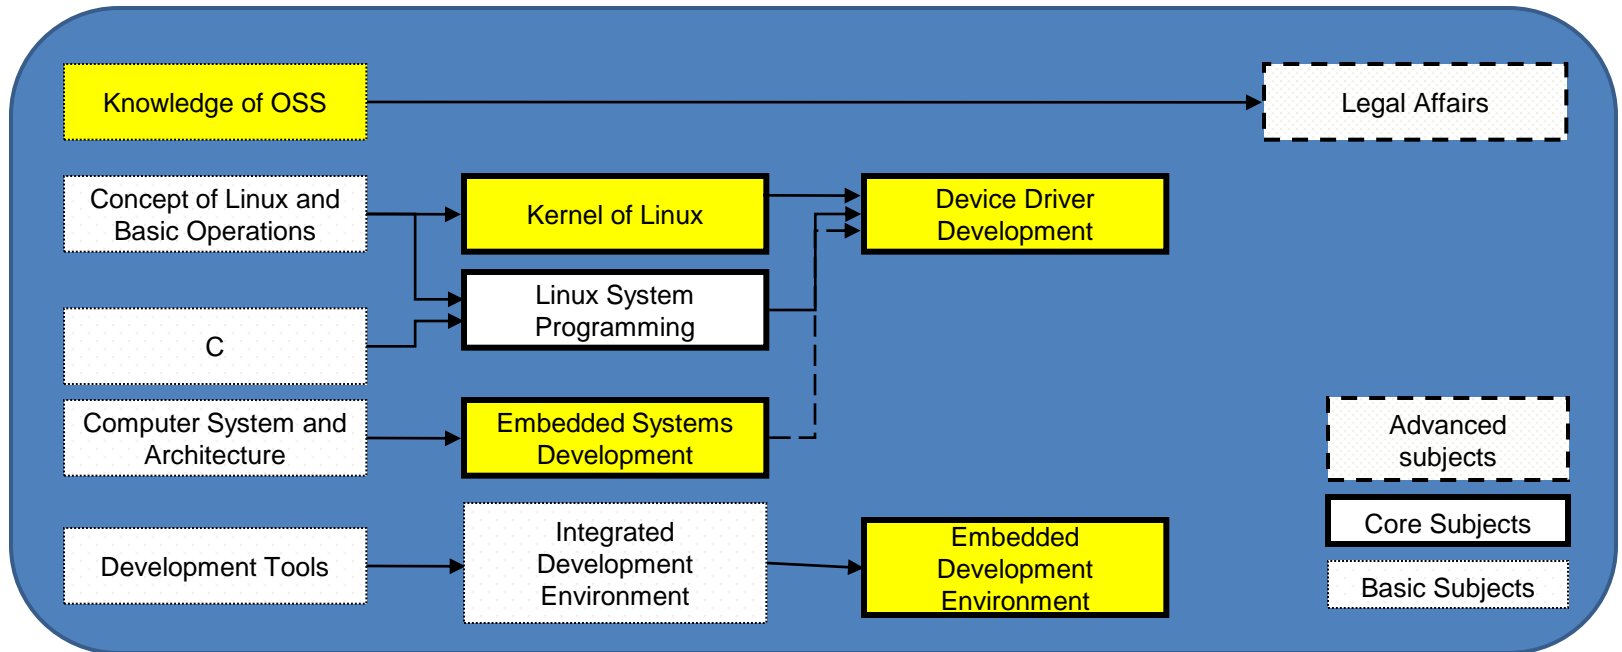 Knowledge of OSS
Legal Affairs
Concept of Linux and
Basic Operations
Kernel of Linux
Device Driver
Development
Linux System
Programming
C
Computer System and
Architecture
Embedded Systems
Development
Advanced
subjects
Core Subjects
Development Tools
Integrated
Development
Environment
Embedded
Development
Environment
Basic Subjects